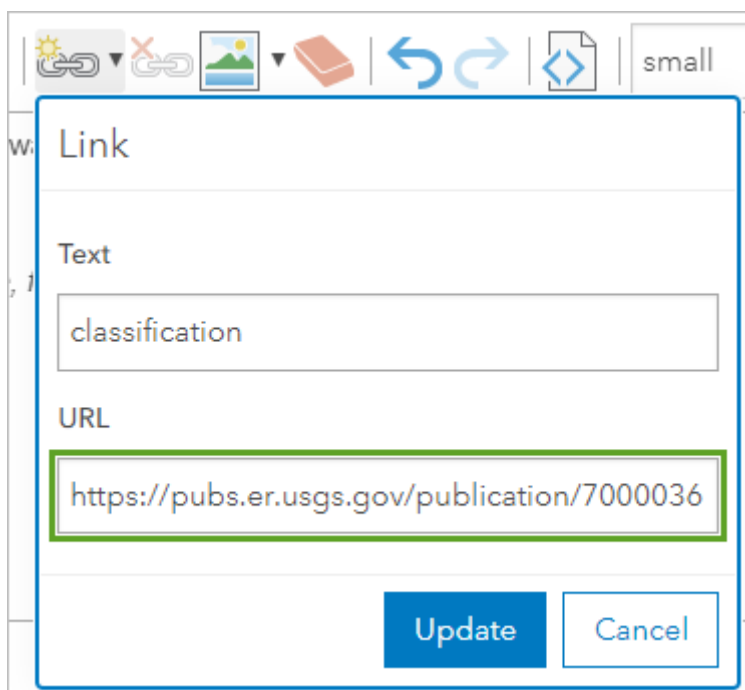 small
Link
Text
classification
URL
https://pubs.er.usgs.gov/publication/7000036
Update
Cancel